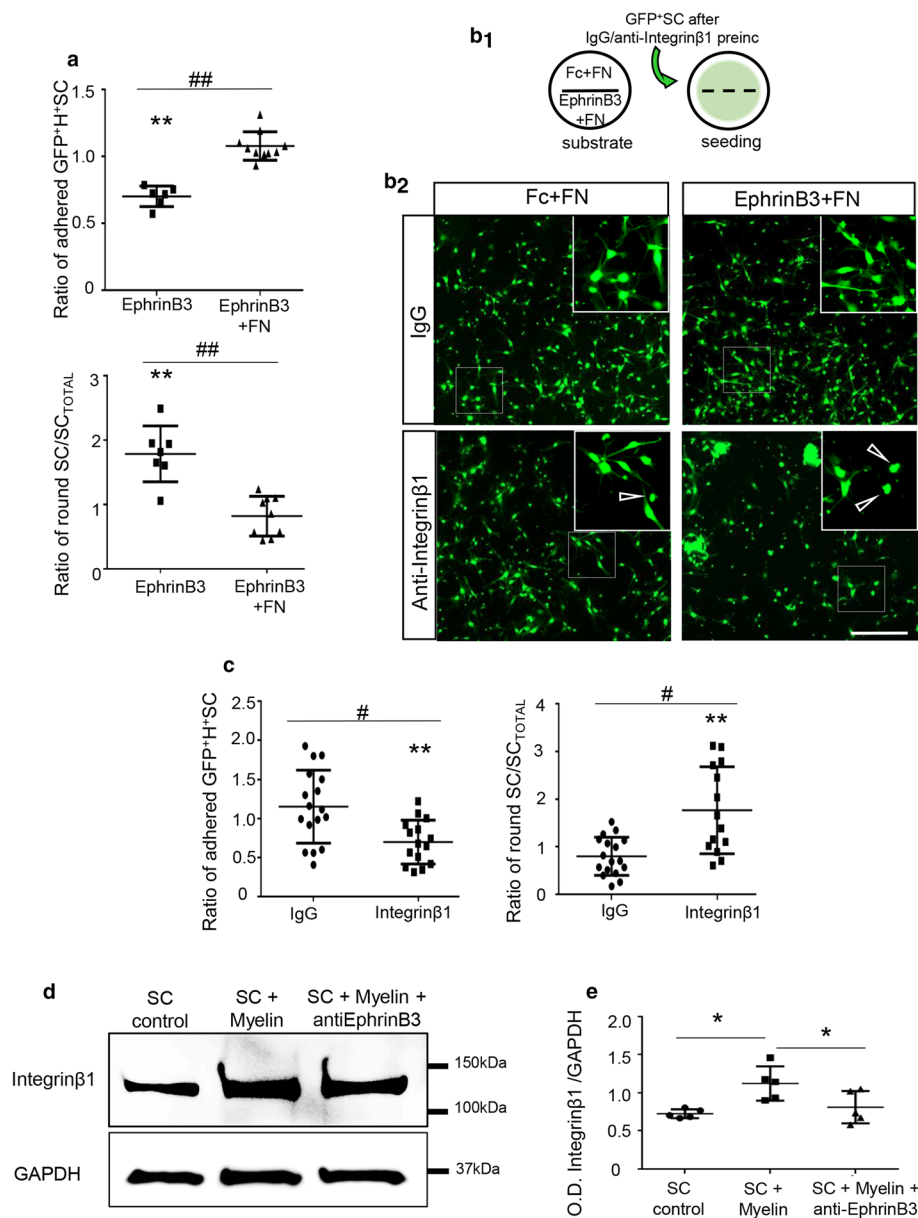 a
##
**
Ratio of adhered GFP⁺H⁺SC
1.5
1.0
0.5
0
EphrinB3
EphrinB3
+FN
##
**
Ratio of round SC/SC_TOTAL
3
2
1
0
EphrinB3
EphrinB3
+FN
b1
GFP⁺SC after
IgG/anti-Integrinβ1 preinc
Fc+FN
EphrinB3
+FN
substrate
seeding
b2
Fc+FN
EphrinB3+FN
IgG
Anti-Integrinβ1
c
#
**
Ratio of adhered GFP⁺H⁺SC
2.5
2.0
1.5
1.0
0.5
0
IgG
Integrinβ1
#
**
Ratio of round SC/SC_TOTAL
4
3
2
1
0
IgG
Integrinβ1
d
SC
control
SC +
Myelin
SC + Myelin +
antiEphrinB3
Integrinβ1
150kDa
100kDa
GAPDH
37kDa
e
*
*
O.D. Integrinβ1 /GAPDH
2.0
1.5
1.0
0.5
0
SC
control
SC +
Myelin
SC + Myelin +
anti-EphrinB3